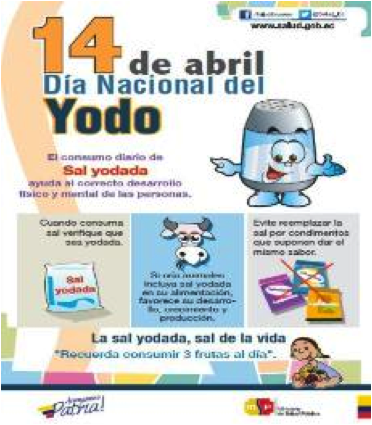 www.salud.gob.ec
14 de abril
Día Nacional del
Yodo
El consumo diario de
Sal yodada
ayuda al correcto desarrollo
físico y mental de las personas.
Cuando consuma
sal verifique que
sea yodada.
Sal
yodada
Si cría animales
incluya sal yodada
en su alimentación,
favorece su desarro-
llo, crecimiento y
producción.
Evite reemplazar la
sal por condimentos
que suponen dar el
mismo sabor.
La sal yodada, sal de la vida
"Recuerda consumir 3 frutas al día".
Avanzamos
Patria!
Ministerio
de Salud Pública